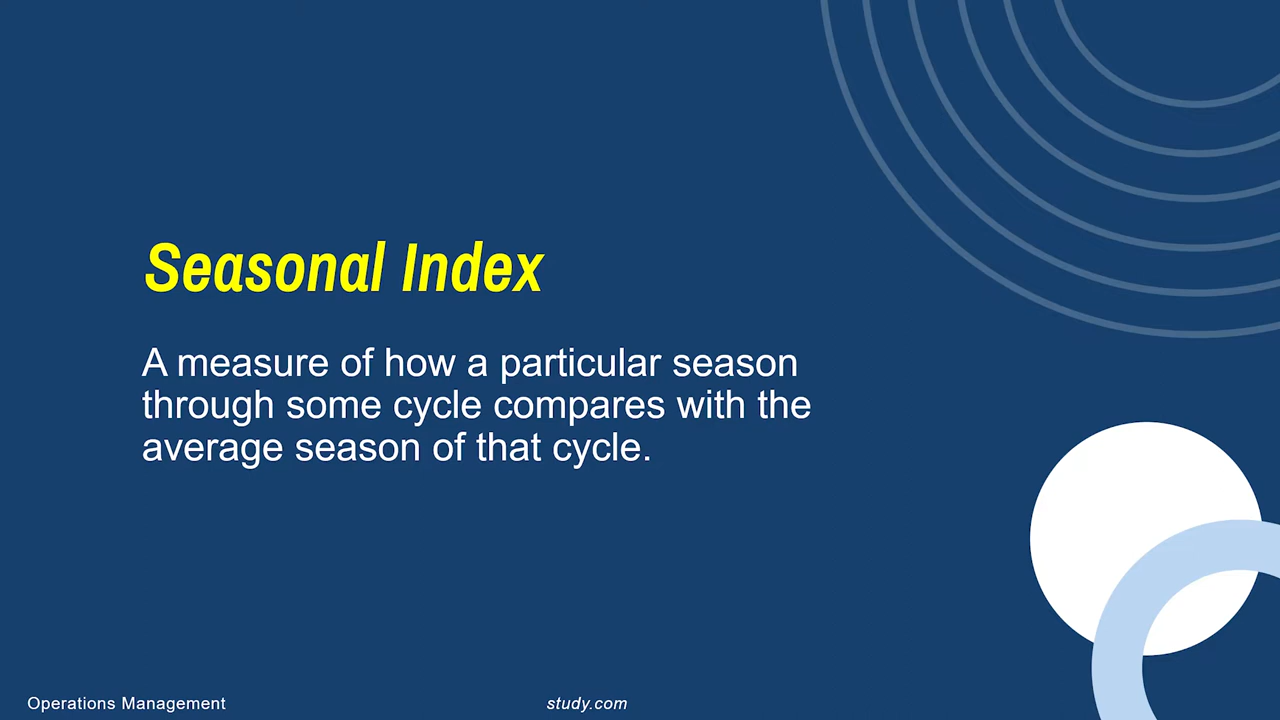 Seasonal Index
A measure of how a particular season
through some cycle compares with the
average season of that cycle.
Operations Management
study.com